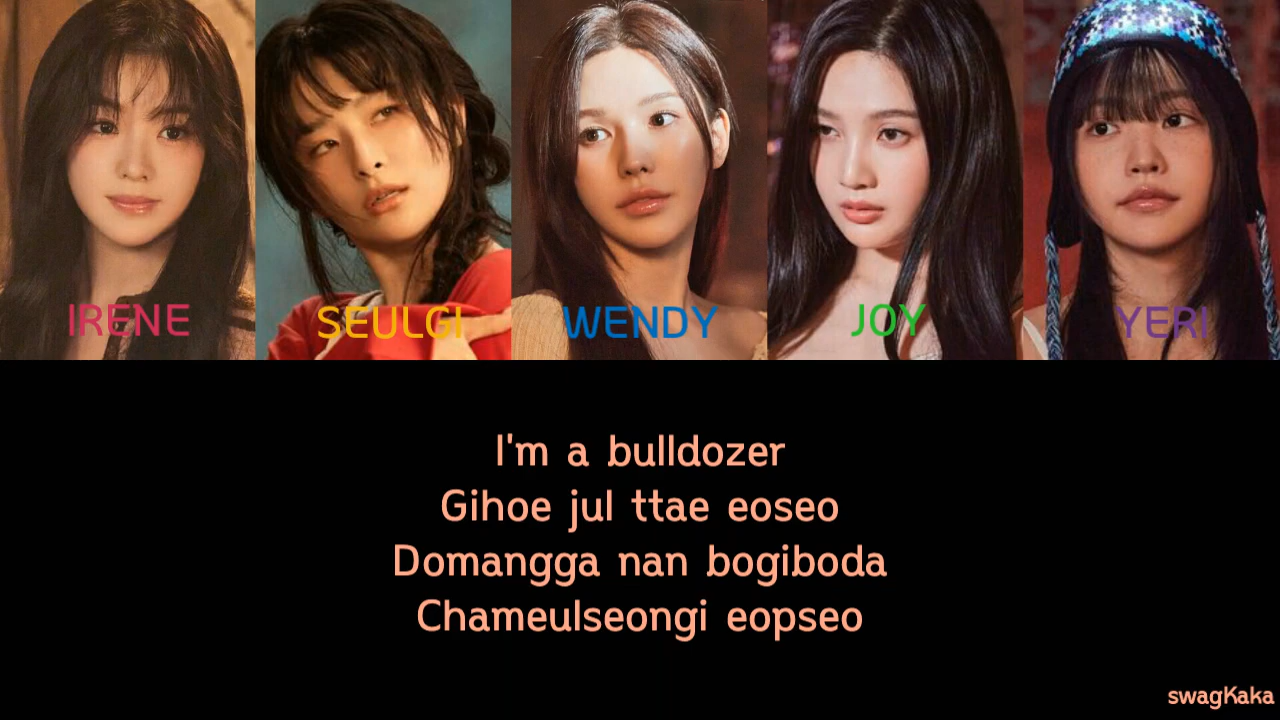 IRENE
SEULGI
WENDY
JOY
YERI
I'm a bulldozer
Gihoe jul ttae eoseo
Domangga nan bogiboda
Chameulseongi eopseo
swagKaka